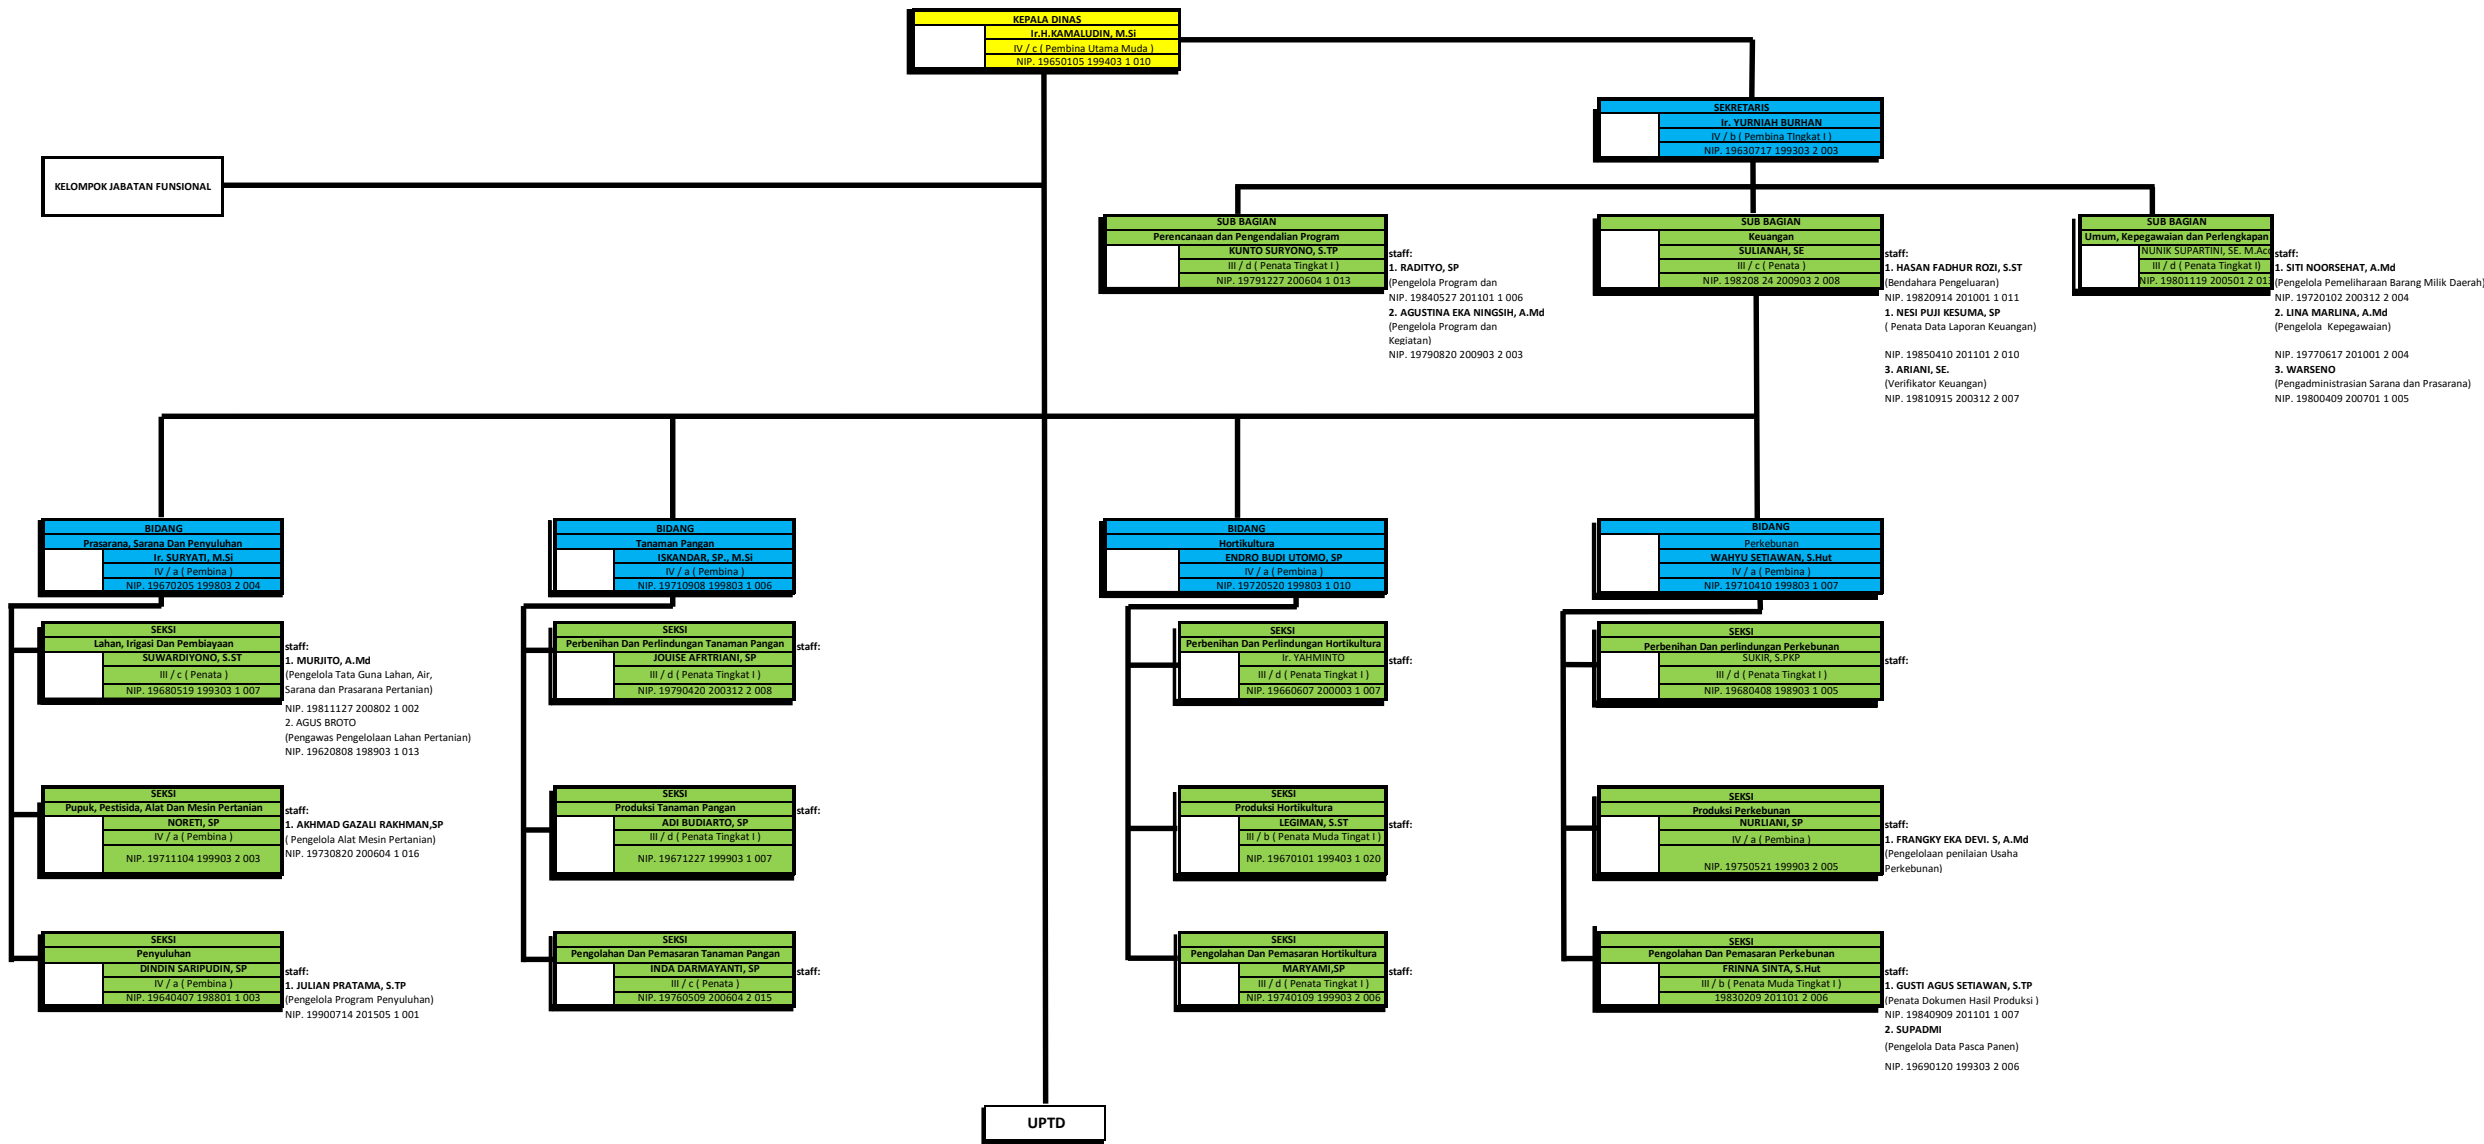 KEPALA DINAS
Ir.H.KAMALUDIN, M.Si
IV / c ( Pembina Utama Muda )
NIP. 19650105 199403 1 010
SEKRETARIS
Ir. YURNIAH BURHAN
IV / b ( Pembina TIngkat I )
NIP. 19630717 199303 2 003
KELOMPOK JABATAN FUNSIONAL
SUB BAGIAN
Perencanaan dan Pengendalian Program
KUNTO SURYONO, S.TP
III / d ( Penata Tingkat I )
NIP. 19791227 200604 1 013
staff:
1. RADITYO, SP
(Pengelola Program dan
NIP. 19840527 201101 1 006
2. AGUSTINA EKA NINGSIH, A.Md
(Pengelola Program dan
Kegiatan)
NIP. 19790820 200903 2 003
SUB BAGIAN
Keuangan
SULIANAH, SE
III / c ( Penata )
NIP. 198208 24 200903 2 008
staff:
1. HASAN FADHUR ROZI, S.ST
(Bendahara Pengeluaran)
NIP. 19820914 201001 1 011
1. NESI PUJI KESUMA, SP
( Penata Data Laporan Keuangan)
NIP. 19850410 201101 2 010
3. ARIANI, SE.
(Verifikator Keuangan)
NIP. 19810915 200312 2 007
SUB BAGIAN
Umum, Kepegawaian dan Perlengkapan
NUNIK SUPARTINI, SE. M.Acc
III / d ( Penata Tingkat I)
NIP. 19801119 200501 2 013
staff:
1. SITI NOORSEHAT, A.Md
(Pengelola Pemeliharaan Barang Milik Daerah)
NIP. 19720102 200312 2 004
2. LINA MARLINA, A.Md
(Pengelola Kepegawaian)
NIP. 19770617 201001 2 004
3. WARSENO
(Pengadministrasian Sarana dan Prasarana)
NIP. 19800409 200701 1 005
BIDANG
Prasarana, Sarana Dan Penyuluhan
Ir. SURYATI, M.Si
IV / a ( Pembina )
NIP. 19670205 199803 2 004
BIDANG
Tanaman Pangan
ISKANDAR, SP., M.Si
IV / a ( Pembina )
NIP. 19710908 199803 1 006
BIDANG
Hortikultura
ENDRO BUDI UTOMO, SP
IV / a ( Pembina )
NIP. 19720520 199803 1 010
BIDANG
Perkebunan
WAHYU SETIAWAN, S.Hut
IV / a ( Pembina )
NIP. 19710410 199803 1 007
SEKSI
Lahan, Irigasi Dan Pembiayaan
SUWARDIYONO, S.ST
III / c ( Penata )
NIP. 19680519 199303 1 007
staff:
1. MURJITO, A.Md
(Pengelola Tata Guna Lahan, Air,
Sarana dan Prasarana Pertanian)
NIP. 19811127 200802 1 002
2. AGUS BROTO
(Pengawas Pengelolaan Lahan Pertanian)
NIP. 19620808 198903 1 013
SEKSI
Perbenihan Dan Perlindungan Tanaman Pangan
JOUISE AFRTRIANI, SP
III / d ( Penata Tingkat I )
NIP. 19790420 200312 2 008
staff:
SEKSI
Perbenihan Dan Perlindungan Hortikultura
Ir. YAHMINTO
III / d ( Penata Tingkat I )
NIP. 19660607 200003 1 007
staff:
SEKSI
Perbenihan Dan perlindungan Perkebunan
SUKIR, S.PKP
III / d ( Penata Tingkat I )
NIP. 19680408 198903 1 005
staff:
SEKSI
Pupuk, Pestisida, Alat Dan Mesin Pertanian
NORETI, SP
IV / a ( Pembina )
NIP. 19711104 199903 2 003
staff:
1. AKHMAD GAZALI RAKHMAN,SP
( Pengelola Alat Mesin Pertanian)
NIP. 19730820 200604 1 016
SEKSI
Produksi Tanaman Pangan
ADI BUDIARTO, SP
III / d ( Penata Tingkat I )
NIP. 19671227 199903 1 007
staff:
SEKSI
Produksi Hortikultura
LEGIMAN, S.ST
III / b ( Penata Muda Tingat I )
NIP. 19670101 199403 1 020
staff:
SEKSI
Produksi Perkebunan
NURLIANI, SP
IV / a ( Pembina )
NIP. 19750521 199903 2 005
staff:
1. FRANGKY EKA DEVI. S, A.Md
(Pengelolaan penilaian Usaha
Perkebunan)
SEKSI
Penyuluhan
DINDIN SARIPUDIN, SP
IV / a ( Pembina )
NIP. 19640407 198801 1 003
staff:
1. JULIAN PRATAMA, S.TP
(Pengelola Program Penyuluhan)
NIP. 19900714 201505 1 001
SEKSI
Pengolahan Dan Pemasaran Tanaman Pangan
INDA DARMAYANTI, SP
III / c ( Penata )
NIP. 19760509 200604 2 015
staff:
SEKSI
Pengolahan Dan Pemasaran Hortikultura
MARYAMI,SP
III / d ( Penata Tingkat I )
NIP. 19740109 199903 2 006
staff:
SEKSI
Pengolahan Dan Pemasaran Perkebunan
FRINNA SINTA, S.Hut
III / b ( Penata Muda Tingkat I )
19830209 201101 2 006
staff:
1. GUSTI AGUS SETIAWAN, S.TP
(Penata Dokumen Hasil Produksi )
NIP. 19840909 201101 1 007
2. SUPADMI
(Pengelola Data Pasca Panen)
NIP. 19690120 199303 2 006
UPTD